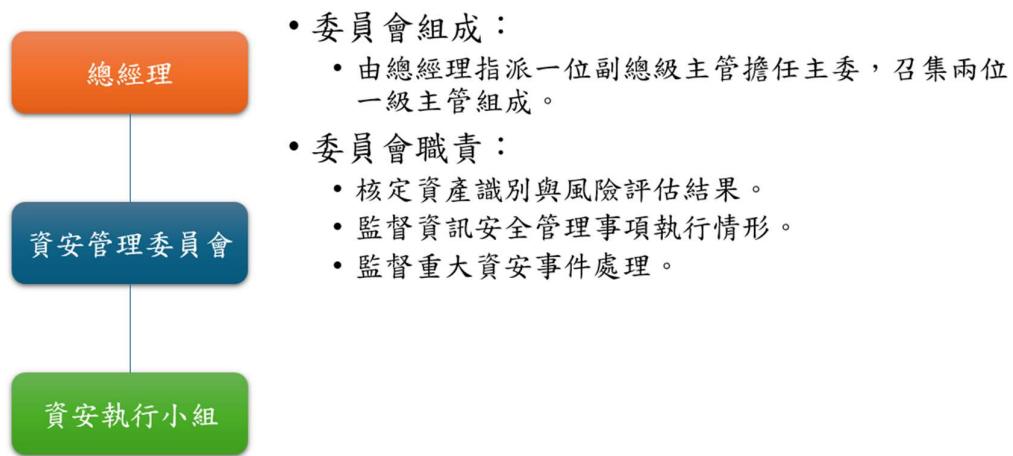 總經理
資安管理委員會
資安執行小組
• 委員會組成：
• 由總經理指派一位副總級主管擔任主委，召集兩位
一級主管組成。
• 委員會職責：
• 核定資產識別與風險評估結果。
• 監督資訊安全管理事項執行情形。
• 監督重大資安事件處理。